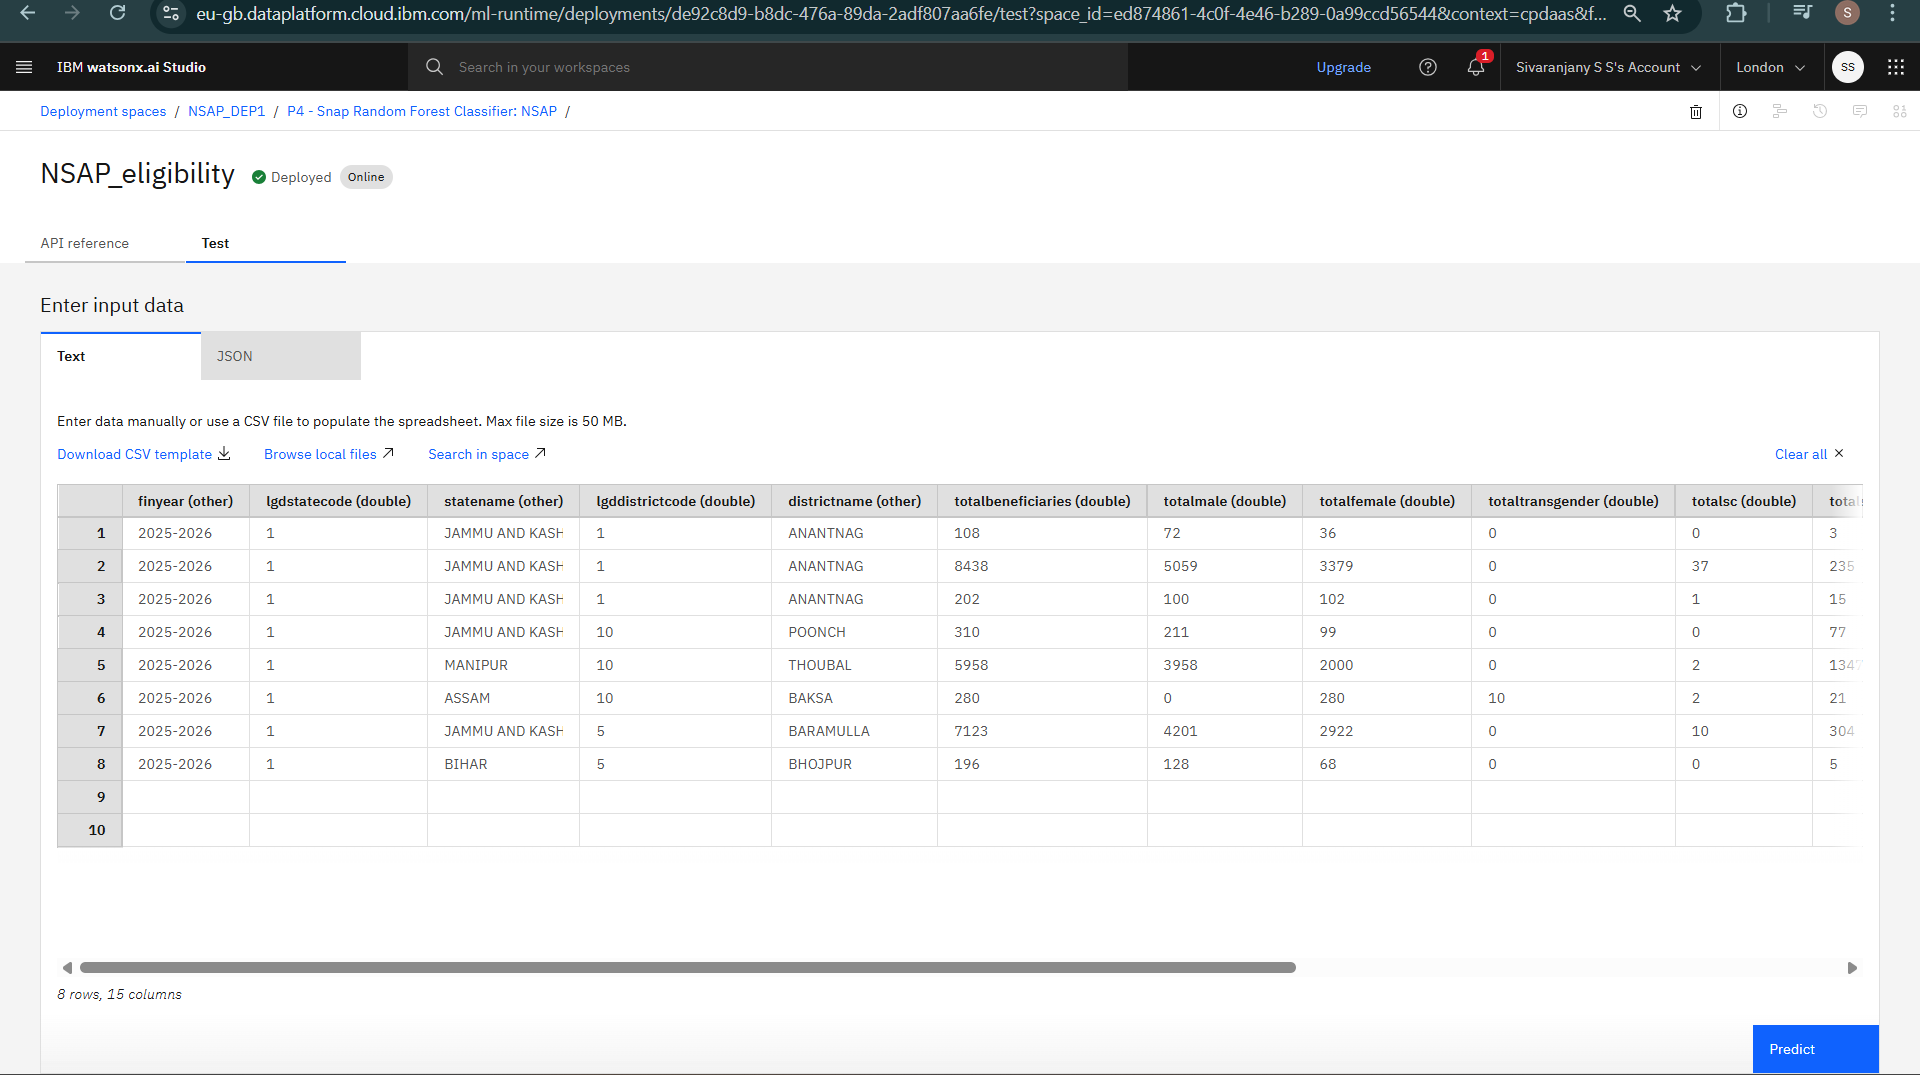 eu-gb.dataplatform.cloud.ibm.com/ml-runtime/deployments/de92c8d9-b8dc-476a-89da-2adf807aa6fe/test?space_id=ed874861-4c0f-4e46-b289-0a99ccd56544&context=cpdaas&f... S
IBM watsonx.ai Studio Search in your workspaces Upgrade 1 Sivaranjany S S's Account London SS
Deployment spaces / NSAP_DEP1 / P4 - Snap Random Forest Classifier: NSAP /
NSAP_eligibility Deployed Online
API reference Test
Enter input data
Text JSON
Enter data manually or use a CSV file to populate the spreadsheet. Max file size is 50 MB.
Download CSV template Browse local files Search in space Clear all
finyear (other) lgdstatecode (double) statename (other) lgddistrictcode (double) districtname (other) totalbeneficiaries (double) totalmale (double) totalfemale (double) totaltransgender (double) totalsc (double)
1 2025-2026 1 JAMMU AND KASH 1 ANANTNAG 108 72 36 0 0 3
2 2025-2026 1 JAMMU AND KASH 1 ANANTNAG 8438 5059 3379 0 37 235
3 2025-2026 1 JAMMU AND KASH 1 ANANTNAG 202 100 102 0 1 15
4 2025-2026 1 JAMMU AND KASH 10 POONCH 310 211 99 0 0 77
5 2025-2026 1 MANIPUR 10 THOUBAL 5958 3958 2000 0 2 1347
6 2025-2026 1 ASSAM 10 BAKSA 280 0 280 10 2 21
7 2025-2026 1 JAMMU AND KASH 5 BARAMULLA 7123 4201 2922 0 10 304
8 2025-2026 1 BIHAR 5 BHOJPUR 196 128 68 0 0 5
9
10
8 rows, 15 columns
Predict